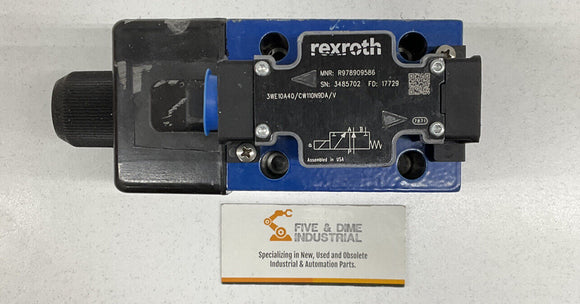 rexroth
MNR: R978909586
SN: 3485702 FD: 17729
3WE10A40/CW110N9DA/V
A B
a
Assembled in USA
7873
FIVE & DIME
INDUSTRIAL
Specializing in New, Used and Obsolete
Industrial & Automation Parts.